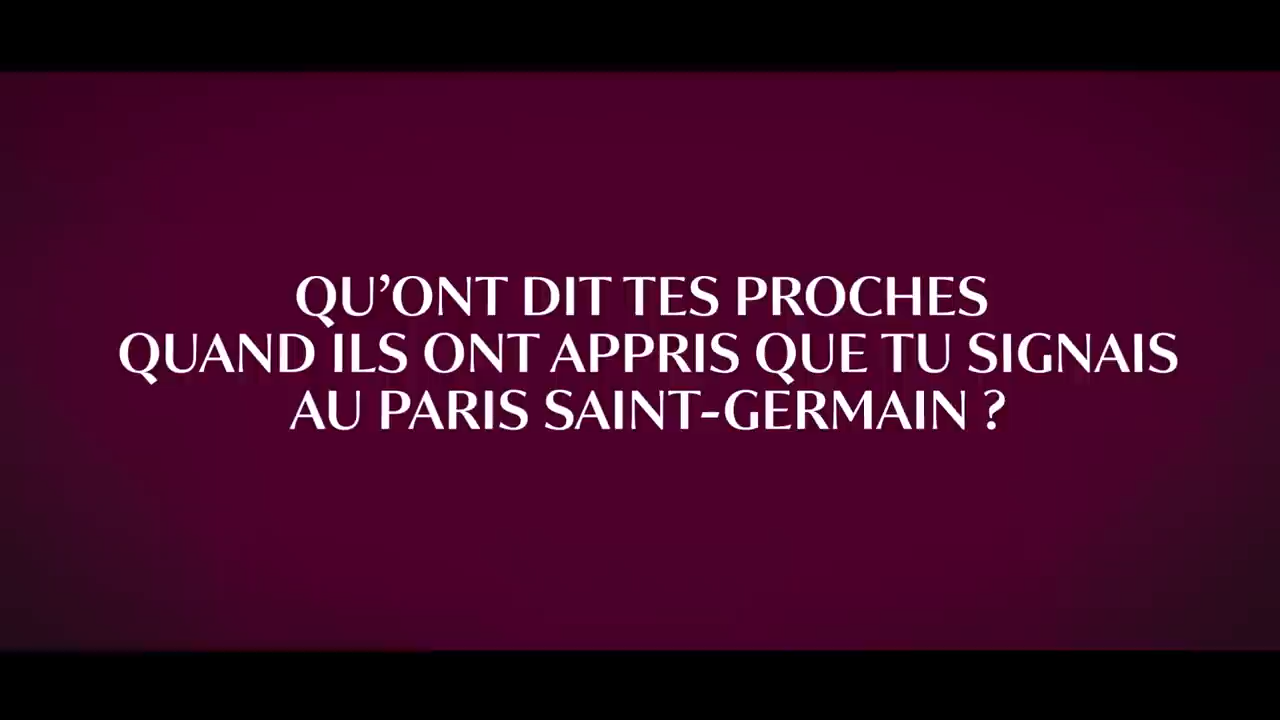 QU’ONT DIT TES PROCHES
QUAND ILS ONT APPRIS QUE TU SIGNAIS
AU PARIS SAINT-GERMAIN ?